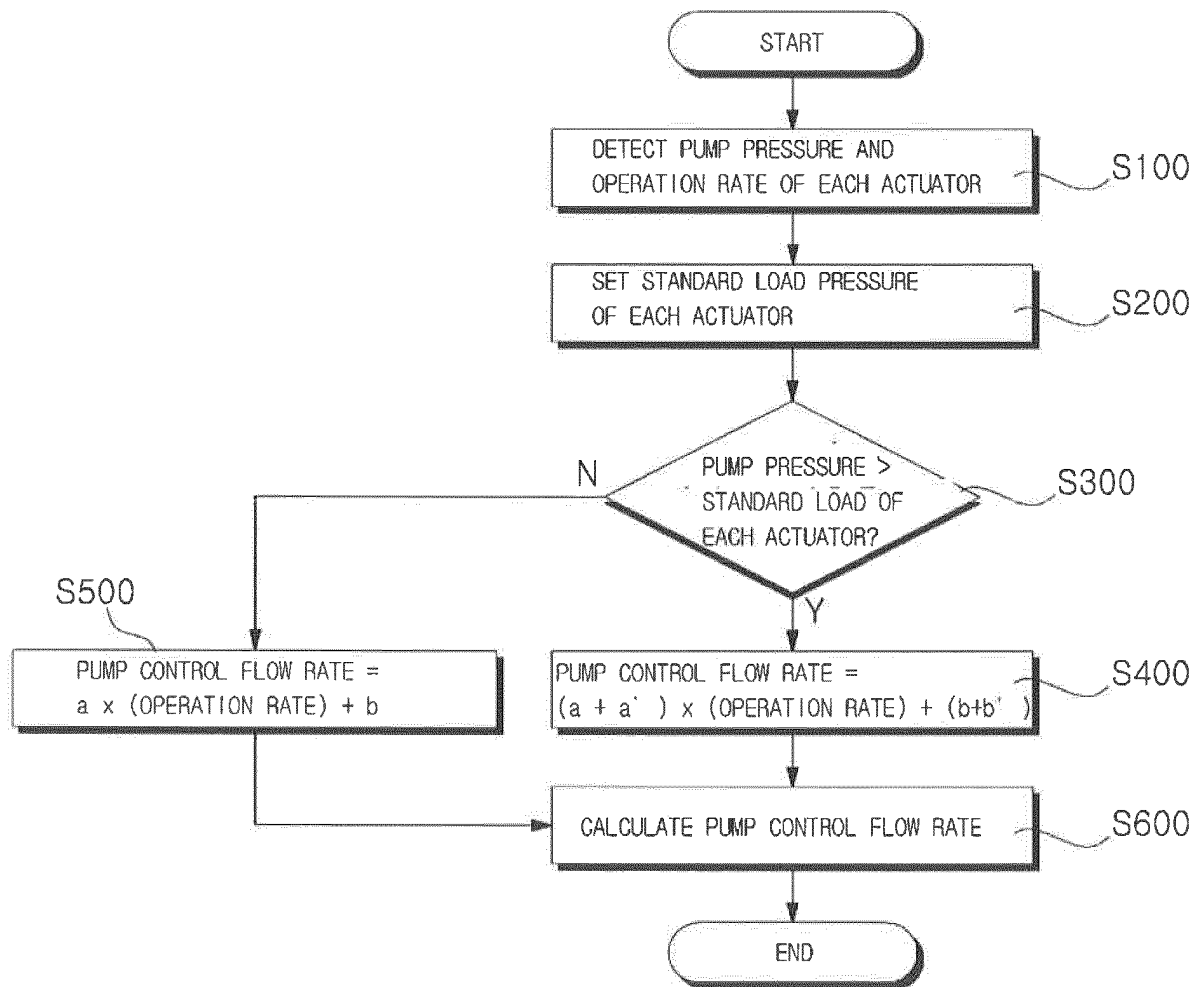 START
DETECT PUMP PRESSURE AND
OPERATION RATE OF EACH ACTUATOR
S100
SET STANDARD LOAD PRESSURE
OF EACH ACTUATOR
S200
PUMP PRESSURE >
STANDARD LOAD OF
EACH ACTUATOR?
S300
N
Y
S500
PUMP CONTROL FLOW RATE =
a x (OPERATION RATE) + b
PUMP CONTROL FLOW RATE =
(a + a' ) x (OPERATION RATE) + (b+b' )
S400
CALCULATE PUMP CONTROL FLOW RATE
S600
END